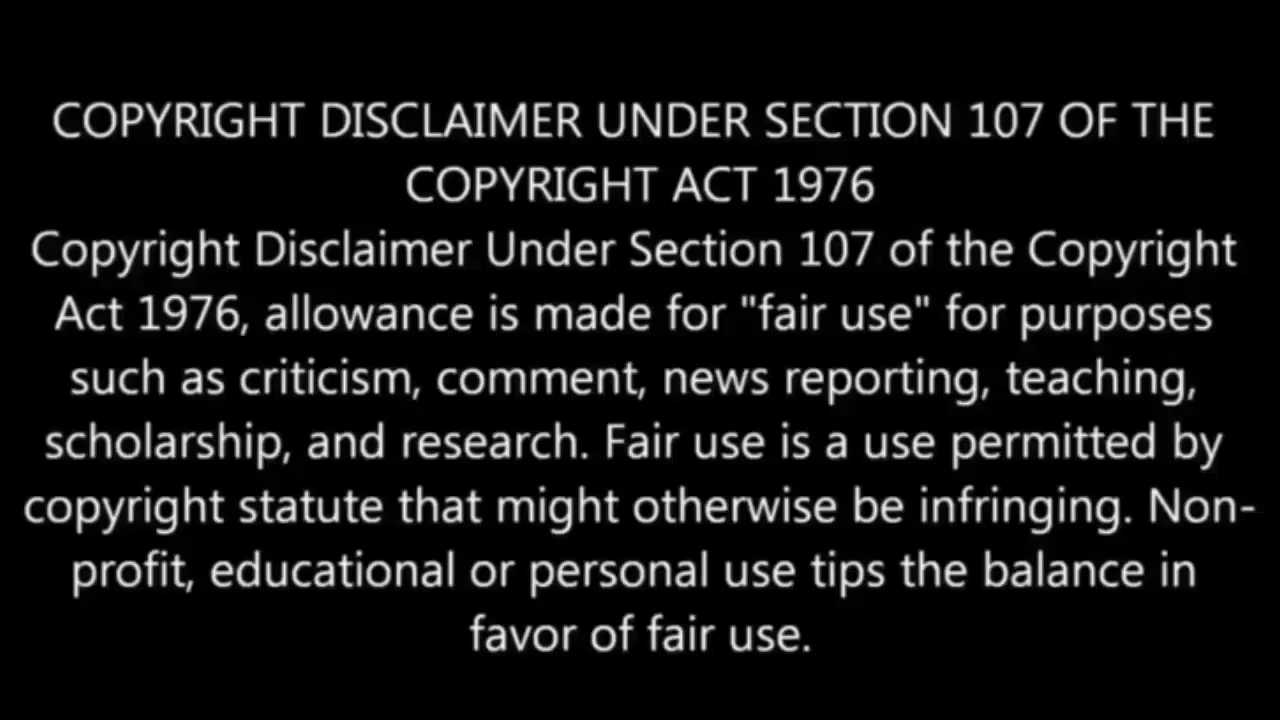 COPYRIGHT DISCLAIMER UNDER SECTION 107 OF THE
COPYRIGHT ACT 1976
Copyright Disclaimer Under Section 107 of the Copyright
Act 1976, allowance is made for "fair use" for purposes
such as criticism, comment, news reporting, teaching,
scholarship, and research. Fair use is a use permitted by
copyright statute that might otherwise be infringing. Non-
profit, educational or personal use tips the balance in
favor of fair use.